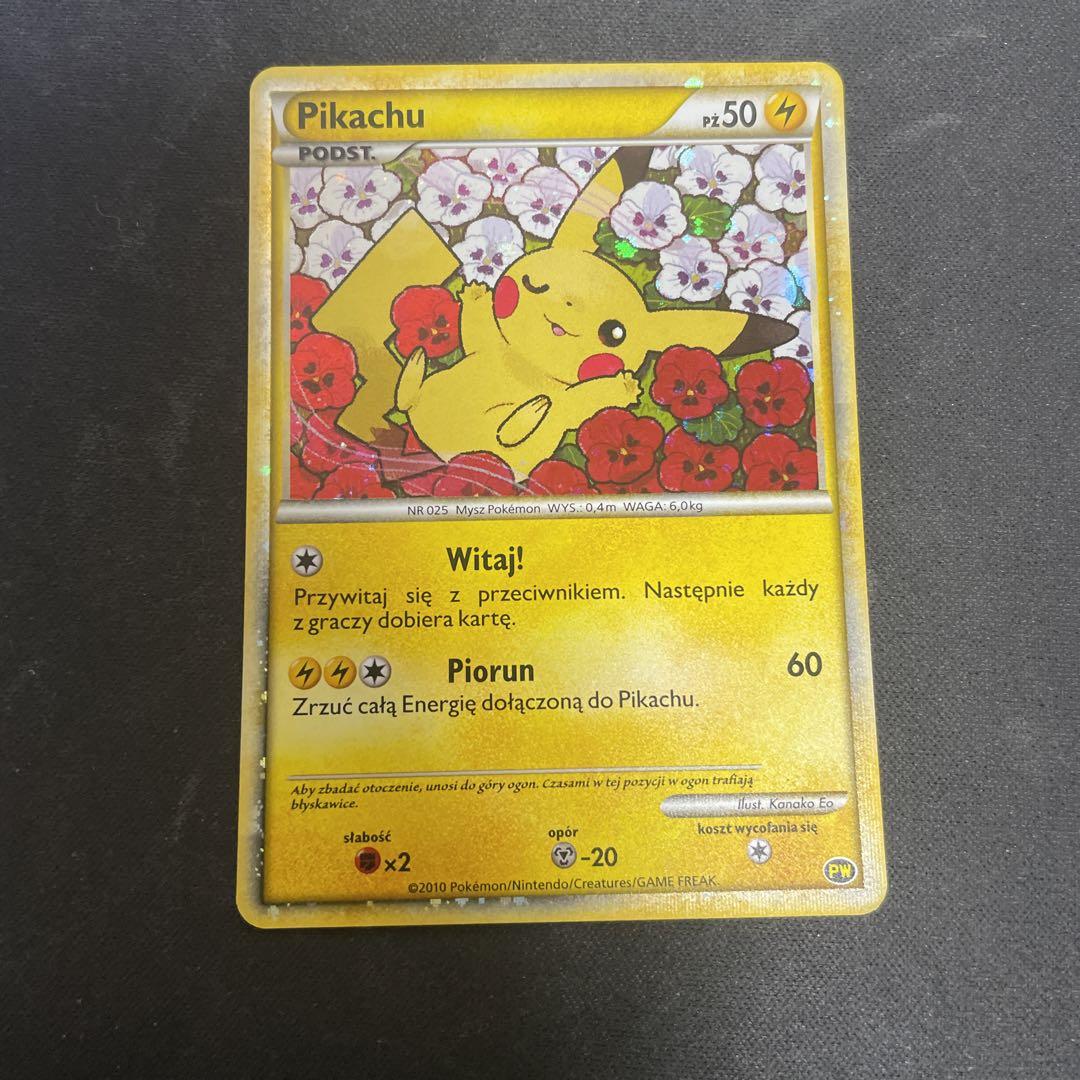 Pikachu
PŻ 50
PODST.
NR 025 Mysz Pokémon WYS.: 0,4m WAGA: 6,0kg
Witaj!
Przywitaj się z przeciwnikiem. Następnie każdy
z graczy dobiera kartę.
Piorun 60
Zrzuć całą Energię dołączoną do Pikachu.
Aby zbadać otoczenie, unosi do góry ogon. Czasami w tej pozycji w ogon trafiają
błyskawice.
Ilust. Kanako Eo
słabość opór koszt wycofania się
×2 -20
PW
©2010 Pokémon/Nintendo/Creatures/GAME FREAK.